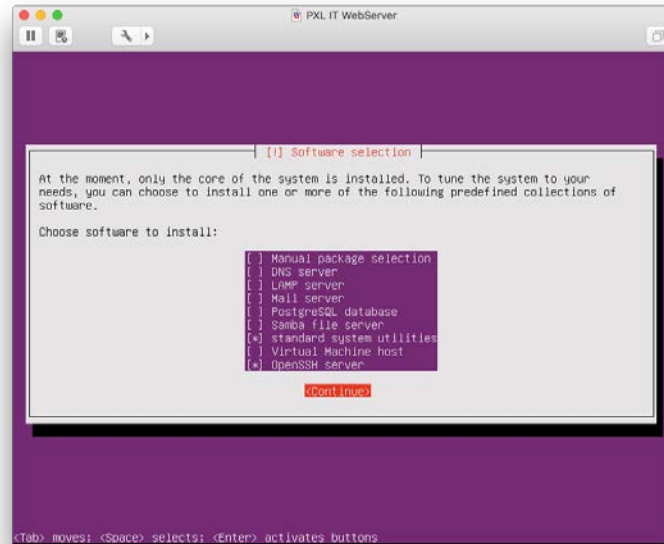 PXL IT WebServer
[!] Software selection
At the moment, only the core of the system is installed. To tune the system to your
needs, you can choose to install one or more of the following predefined collections of
software.
Choose software to install:
[ ] Manual package selection
[ ] DNS server
[ ] LAMP server
[ ] Mail server
[ ] PostgreSQL database
[ ] Samba file server
[*] standard system utilities
[ ] Virtual Machine host
[*] OpenSSH server
<Continue>
<Tab> moves; <Space> selects; <Enter> activates buttons